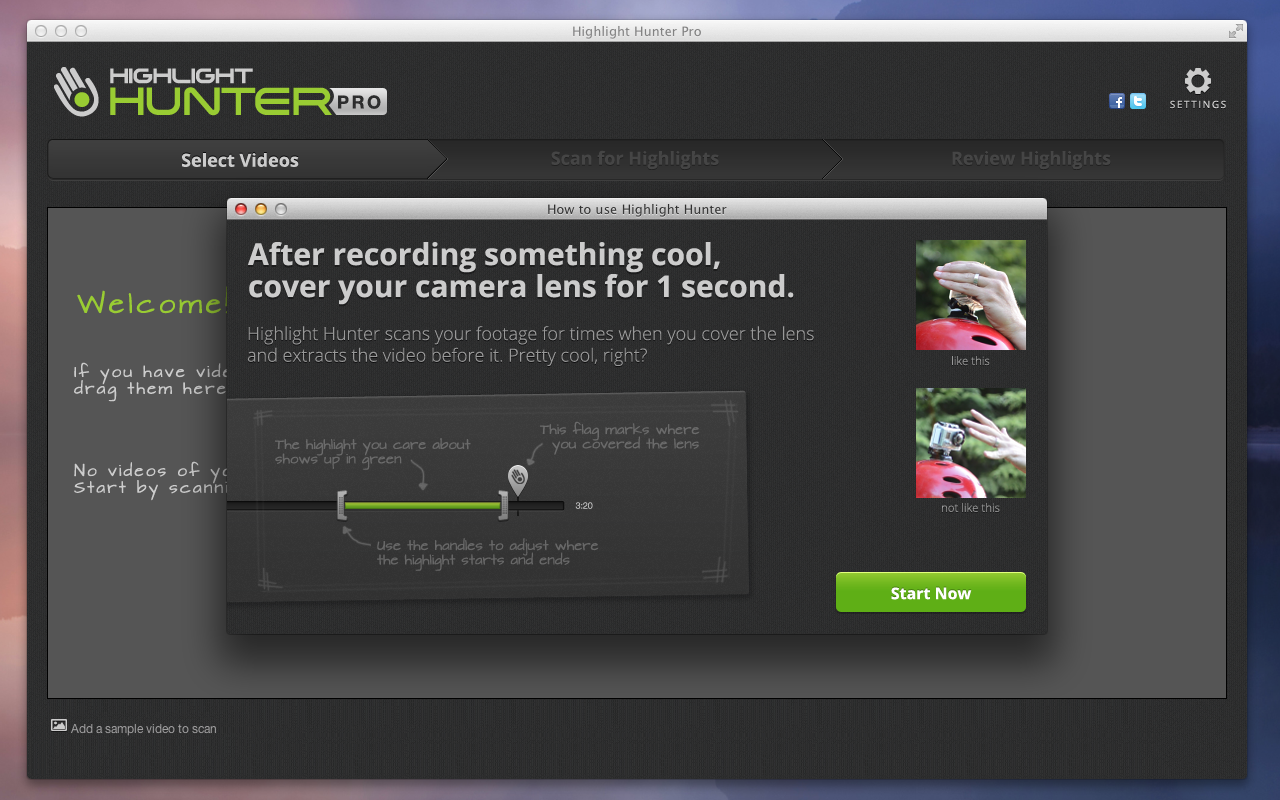 Highlight Hunter Pro
HIGHLIGHT
HUNTER PRO
SETTINGS
Select Videos
Scan for Highlights
Review Highlights
How to use Highlight Hunter
Welcome!
If you have vide
drag them here
No videos of yo
Start by scanni
After recording something cool,
cover your camera lens for 1 second.
Highlight Hunter scans your footage for times when you cover the lens
and extracts the video before it. Pretty cool, right?
like this
not like this
The highlight you care about
shows up in green
This flag marks where
you covered the lens
3:20
Use the handles to adjust where
the highlight starts and ends
Start Now
Add a sample video to scan